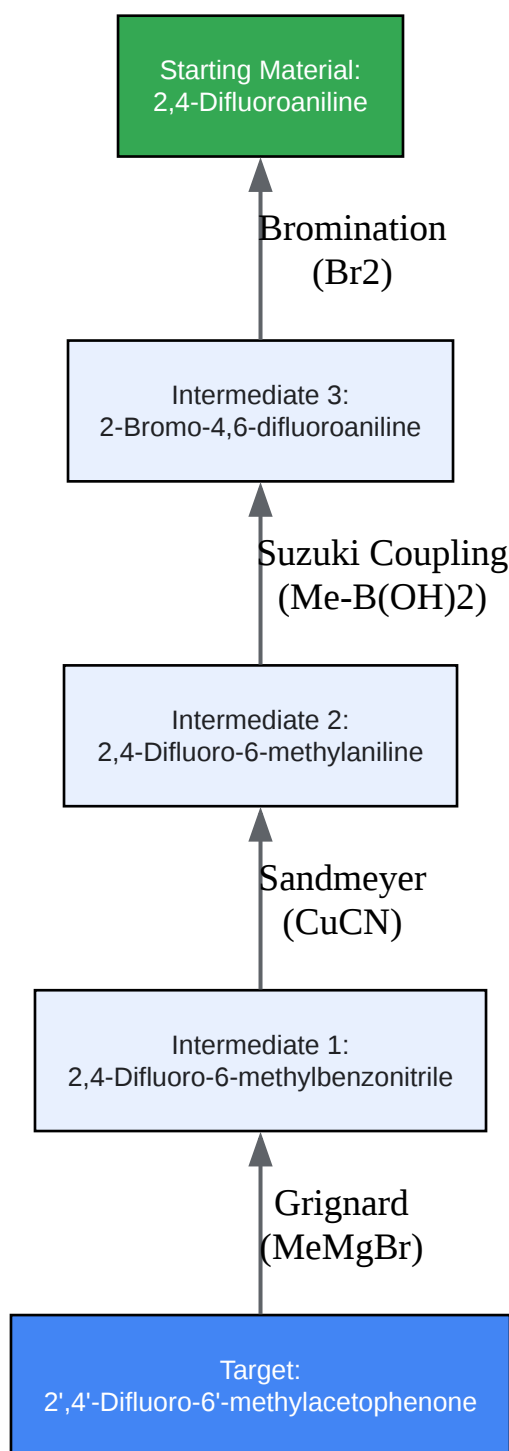 Starting Material:
2,4-Difluoroaniline
Bromination
(Br2)
Intermediate 3:
2-Bromo-4,6-difluoroaniline
Suzuki Coupling
(Me-B(OH)2)
Intermediate 2:
2,4-Difluoro-6-methylaniline
Sandmeyer
(CuCN)
Intermediate 1:
2,4-Difluoro-6-methylbenzonitrile
Grignard
(MeMgBr)
Target:
2',4'-Difluoro-6'-methylacetophenone